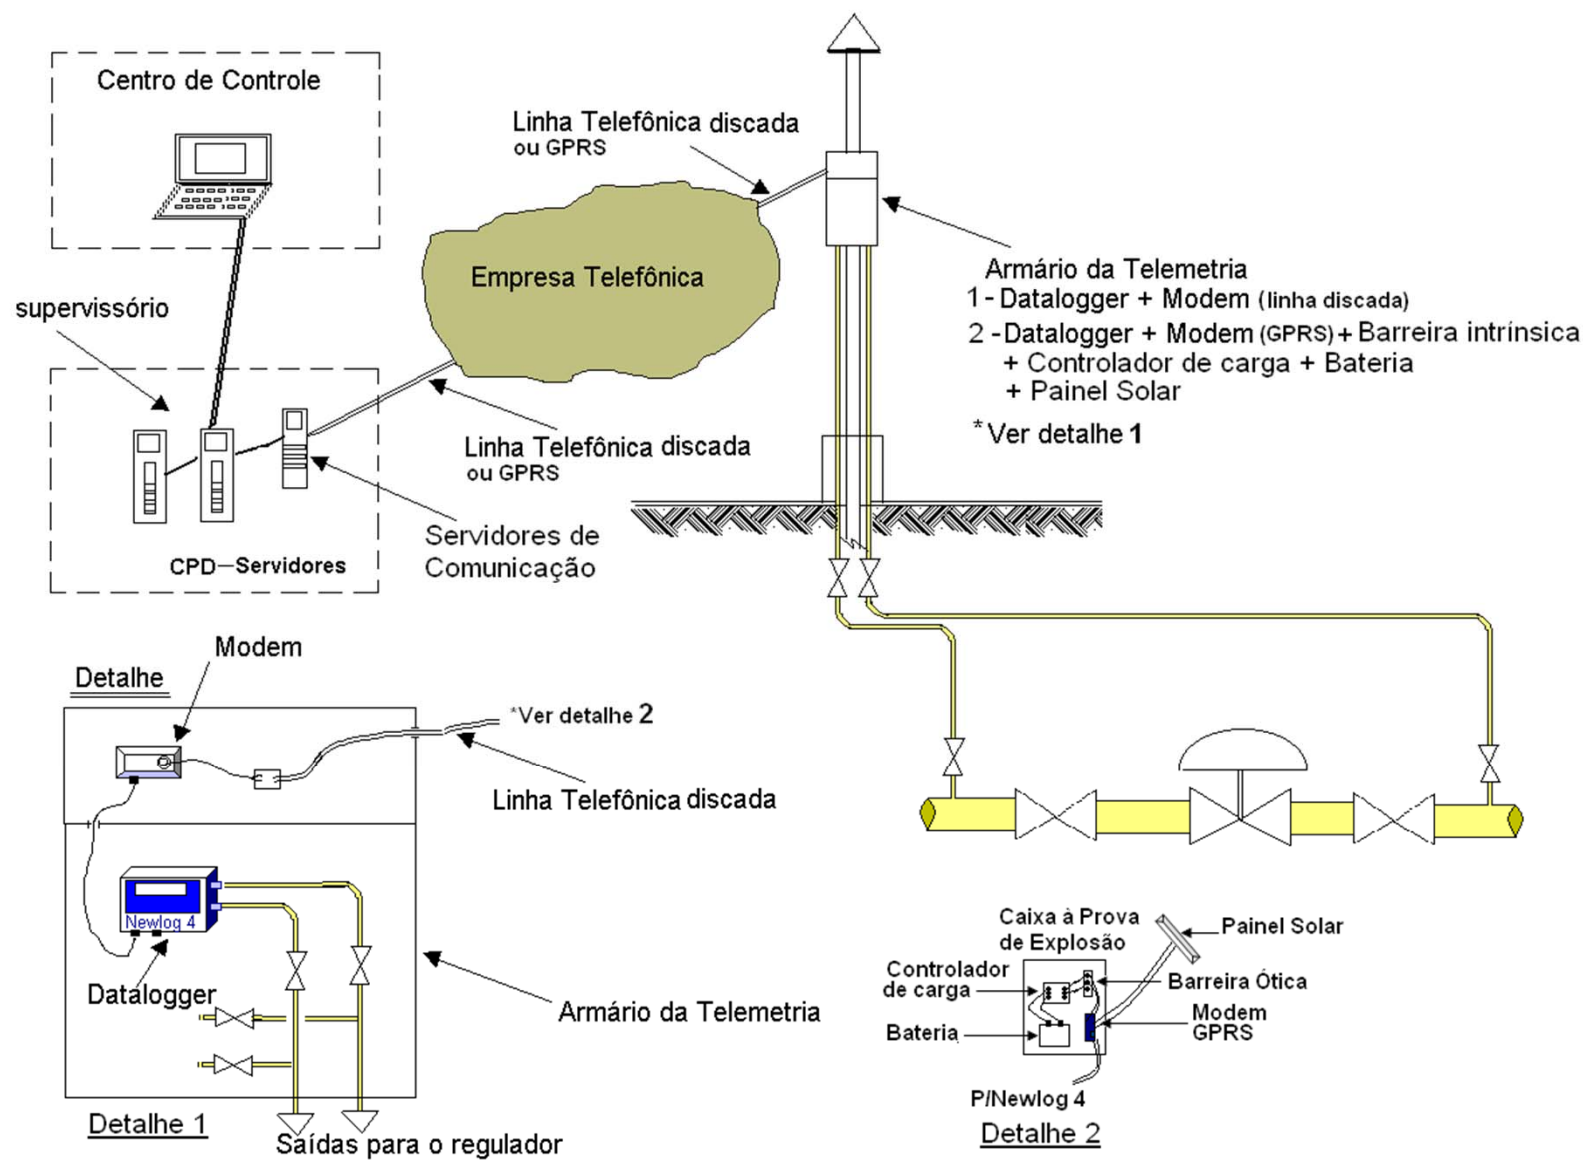 Centro de Controle
Linha Telefônica discada
ou GPRS
Empresa Telefônica
Armário da Telemetria
1 - Datalogger + Modem (linha discada)
2 - Datalogger + Modem (GPRS) + Barreira intrínsica
+ Controlador de carga + Bateria
+ Painel Solar
*Ver detalhe 1
supervissório
Linha Telefônica discada
ou GPRS
Servidores de
Comunicação
CPD-Servidores
Modem
Detalhe
*Ver detalhe 2
Linha Telefônica discada
Newlog 4
Datalogger
Armário da Telemetria
Detalhe 1
Saídas para o regulador
Caixa à Prova
de Explosão
Painel Solar
Controlador
de carga
Barreira Ótica
Modem
GPRS
Bateria
P/Newlog 4
Detalhe 2